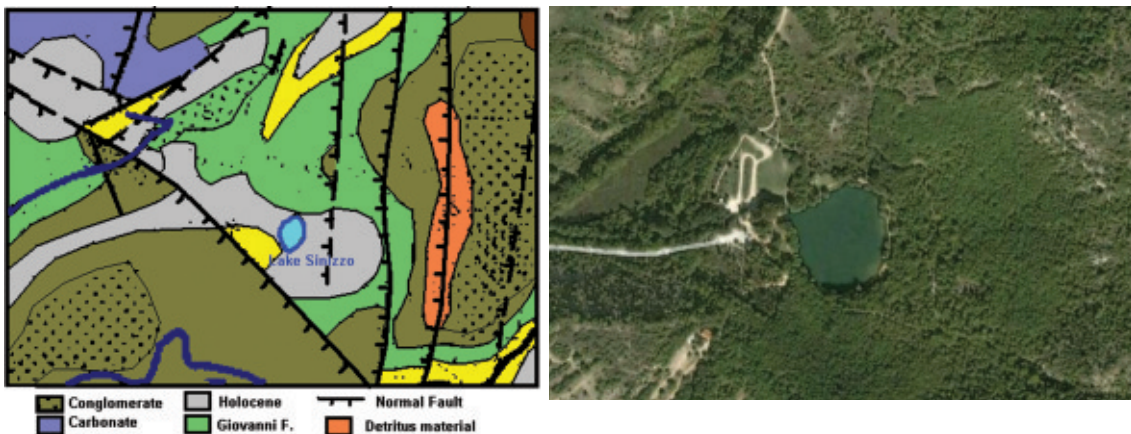 Lake Sinizzo
Conglomerate Holocene Normal Fault
Carbonate Giovanni F. Detritus material